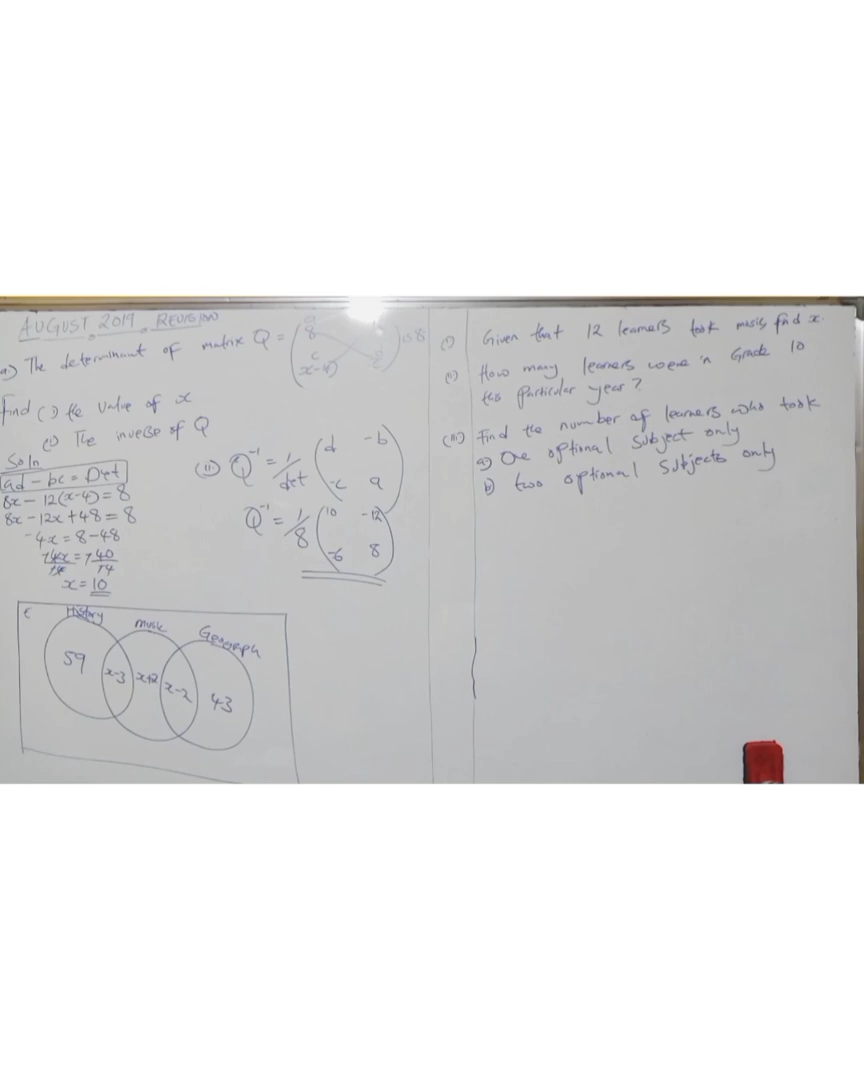 AUGUST 2019 REVISION
a) The determinant of matrix Q = ( 8
x-4 ) is 8
find (i) the value of x
(ii) The inverse of Q
Soln
ad - bc = Det
8x - 12(x-4) = 8
8x - 12x + 48 = 8
-4x = 8 - 48
-4x = -40
-4 -4
x = 10
(ii) Q⁻¹ = 1/det ( d -b
-c a )
Q⁻¹ = 1/8 ( 10 -12
-6 8 )
ε History Music Geograph
59 x-3 x+2 x-2 43
(i) Given that 12 learners took music find x.
(ii) How many learners were in Grade 10
this particular year?
(iii) Find the number of learners who took
a) One optional subject only
b) two optional subjects only